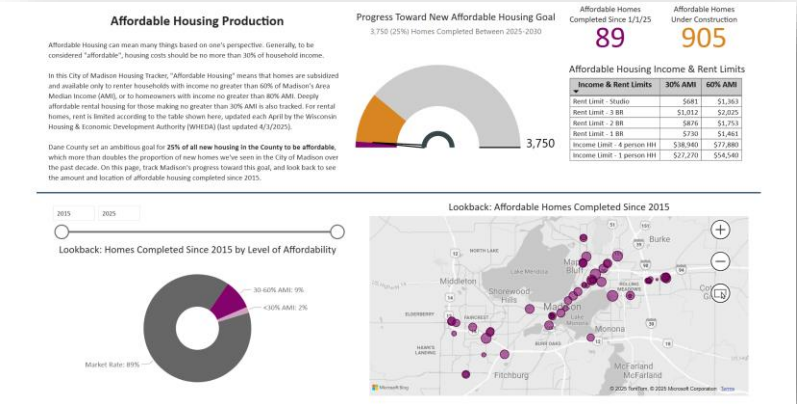 Affordable Housing Production
Affordable Housing can mean many things based on one's perspective. Generally, to be
considered "affordable", housing costs should be no more than 30% of household income.
In this City of Madison Housing Tracker, "Affordable Housing" means that homes are subsidized
and available only to renter households with income no greater than 60% of Madison's Area
Median Income (AMI), or to homeowners with income no greater than 80% AMI. Deeply
affordable rental housing for those making no greater than 30% AMI is also tracked. For rental
homes, rent is limited according to the table shown here, updated each April by the Wisconsin
Housing & Economic Development Authority (WHEDA) (last updated 4/3/2025).
Dane County set an ambitious goal for 25% of all new housing in the County to be affordable,
which more than doubles the proportion of new homes we've seen in the City of Madison over
the past decade. On this page, track Madison's progress toward this goal, and look back to see
the amount and location of affordable housing completed since 2015.
Progress Toward New Affordable Housing Goal
3,750 (25%) Homes Completed Between 2025-2030
3,750
Affordable Homes
Completed Since 1/1/25
89
Affordable Homes
Under Construction
905
Affordable Housing Income & Rent Limits
Income & Rent Limits 30% AMI 60% AMI
Rent Limit - Studio $681 $1,363
Rent Limit - 3 BR $1,012 $2,025
Rent Limit - 2 BR $876 $1,753
Rent Limit - 1 BR $730 $1,461
Income Limit - 4 person HH $38,940 $77,880
Income Limit - 1 person HH $27,270 $54,540
2015 2025
Lookback: Homes Completed Since 2015 by Level of Affordability
30-60% AMI: 9%
<30% AMI: 2%
Market Rate: 89%
Lookback: Affordable Homes Completed Since 2015
Burke
NORTH LAKE
Lake Mendota
Bluff
Middleton
Shorewood
Hills
Madison
Lake
Monona
Monona
ELDERBERRY
FAIRCREST
HAWKS
LANDING
Fitchburg
McFarland
McFarland
Microsoft Bing
© 2025 TomTom, © 2025 Microsoft Corporation Terms